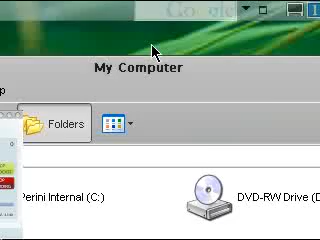 Google
My Computer
p
Folders
Perini Internal (C:)
DVD-RW Drive (D